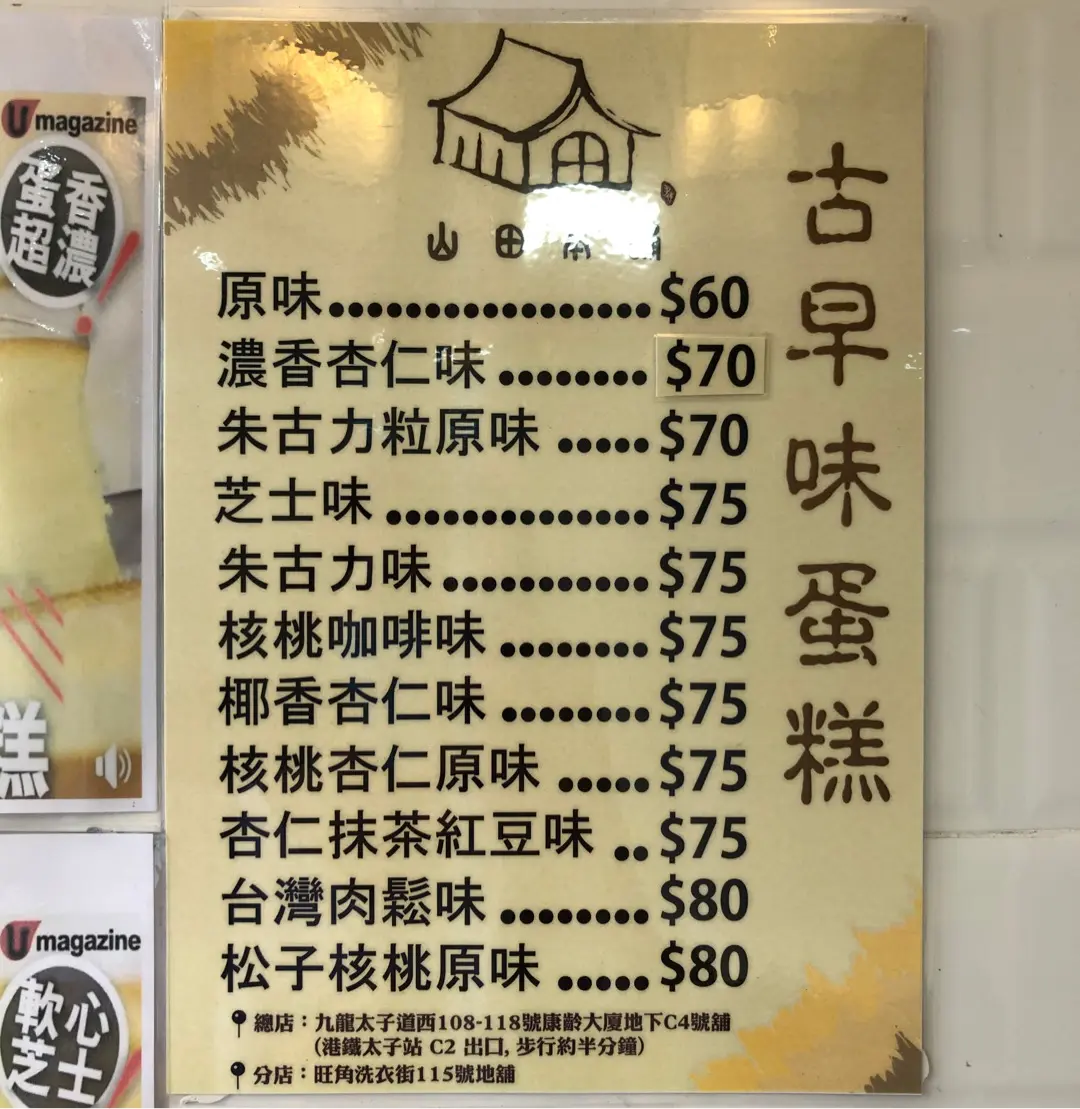 magazine
蛋香
超濃
!
糕
magazine
軟心
芝士
山田本舖
古早味蛋糕
原味.................$60
濃香杏仁味........$70
朱古力粒原味.....$70
芝士味..............$75
朱古力味...........$75
核桃咖啡味........$75
椰香杏仁味........$75
核桃杏仁原味.....$75
杏仁抹茶紅豆味..$75
台灣肉鬆味........$80
松子核桃原味.....$80
總店:九龍太子道西108-118號康齡大廈地下C4號舖
(港鐵太子站 C2 出口, 步行約半分鐘)
分店:旺角洗衣街115號地舖